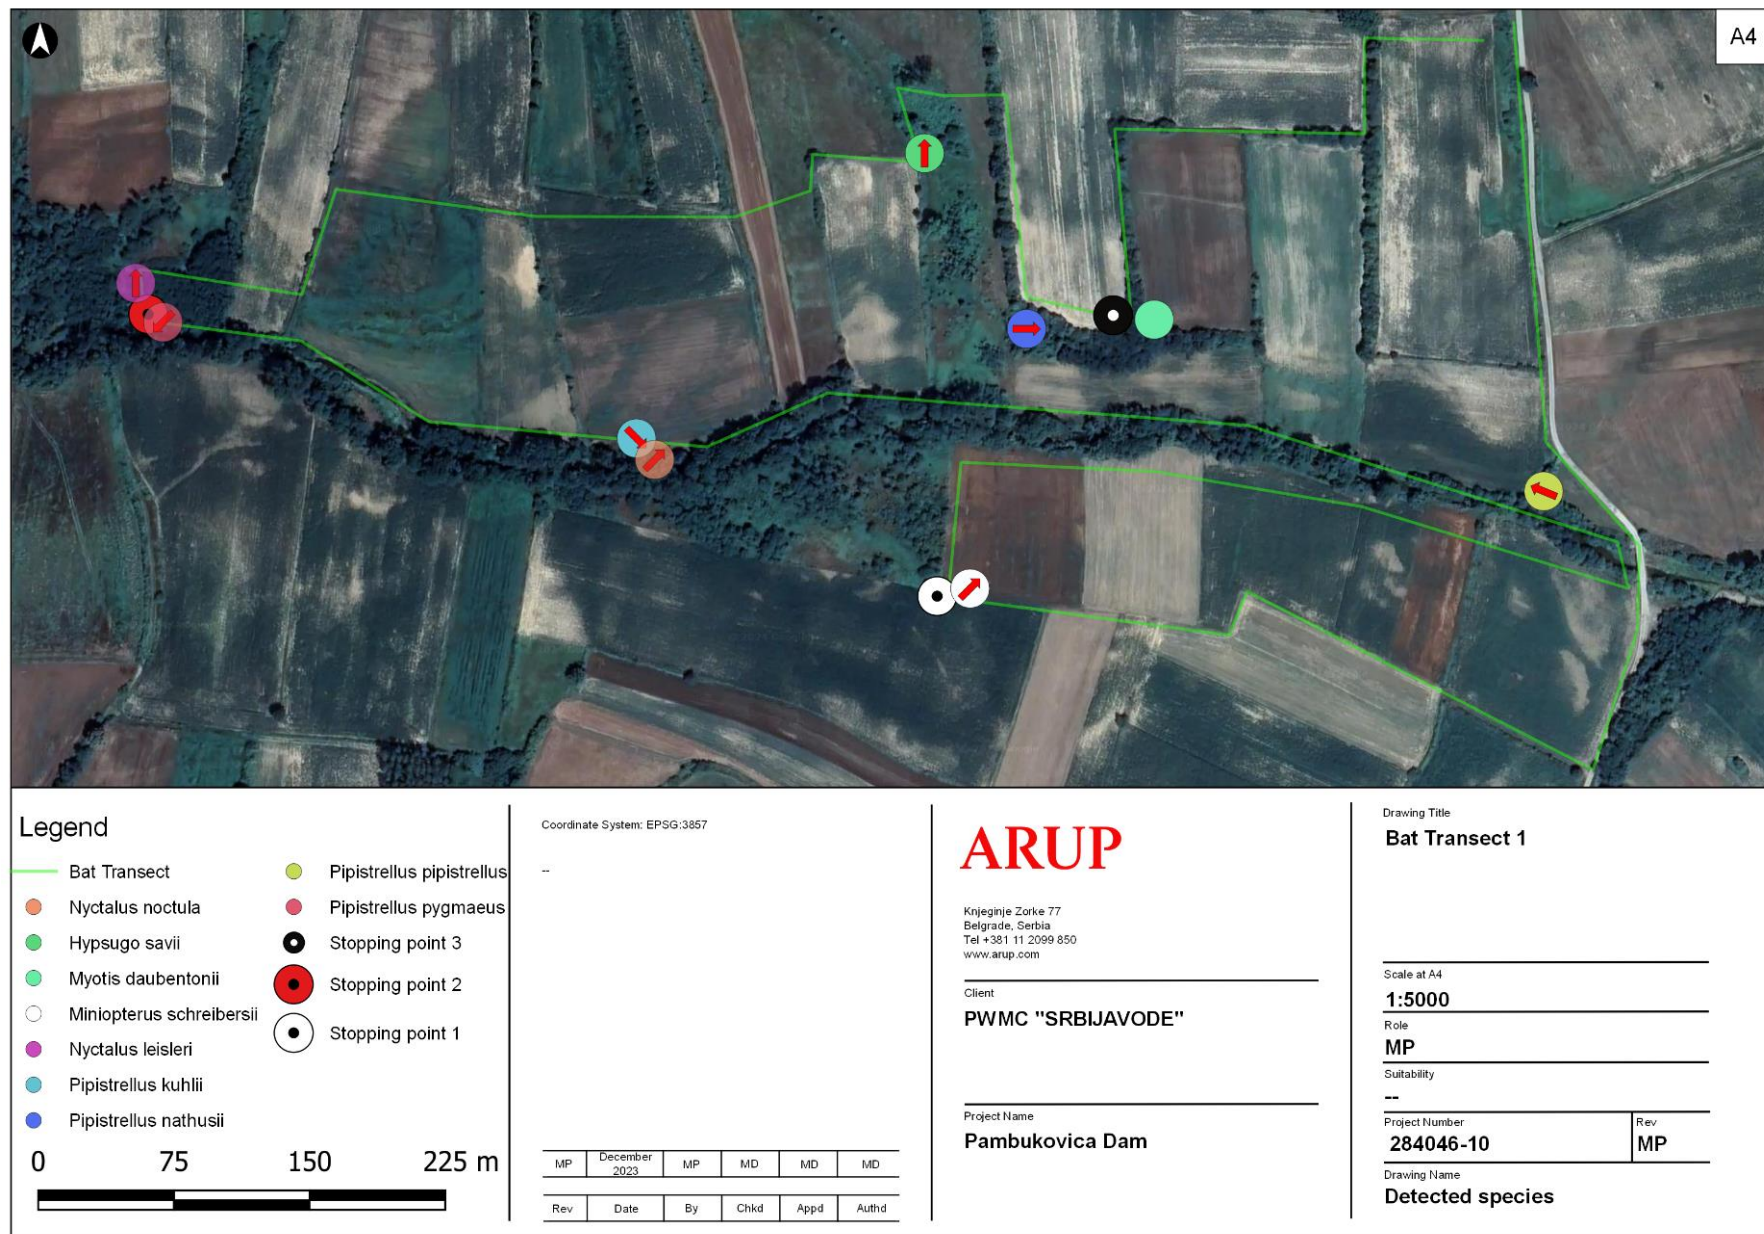 A4
Legend
Bat Transect
Nyctalus noctula
Hypsugo savii
Myotis daubentonii
Miniopterus schreibersii
Nyctalus leisleri
Pipistrellus kuhlii
Pipistrellus nathusii
Pipistrellus pipistrellus
Pipistrellus pygmaeus
Stopping point 3
Stopping point 2
Stopping point 1
0 75 150 225 m
Coordinate System: EPSG:3857
--
MP December 2023 MP MD MD MD
Rev Date By Chkd Appd Authd
ARUP
Knjeginje Zorke 77
Belgrade, Serbia
Tel +381 11 2099 850
www.arup.com
Client
PWMC "SRBIJAVODE"
Project Name
Pambukovica Dam
Drawing Title
Bat Transect 1
Scale at A4
1:5000
Role
MP
Suitability
--
Project Number Rev
284046-10 MP
Drawing Name
Detected species